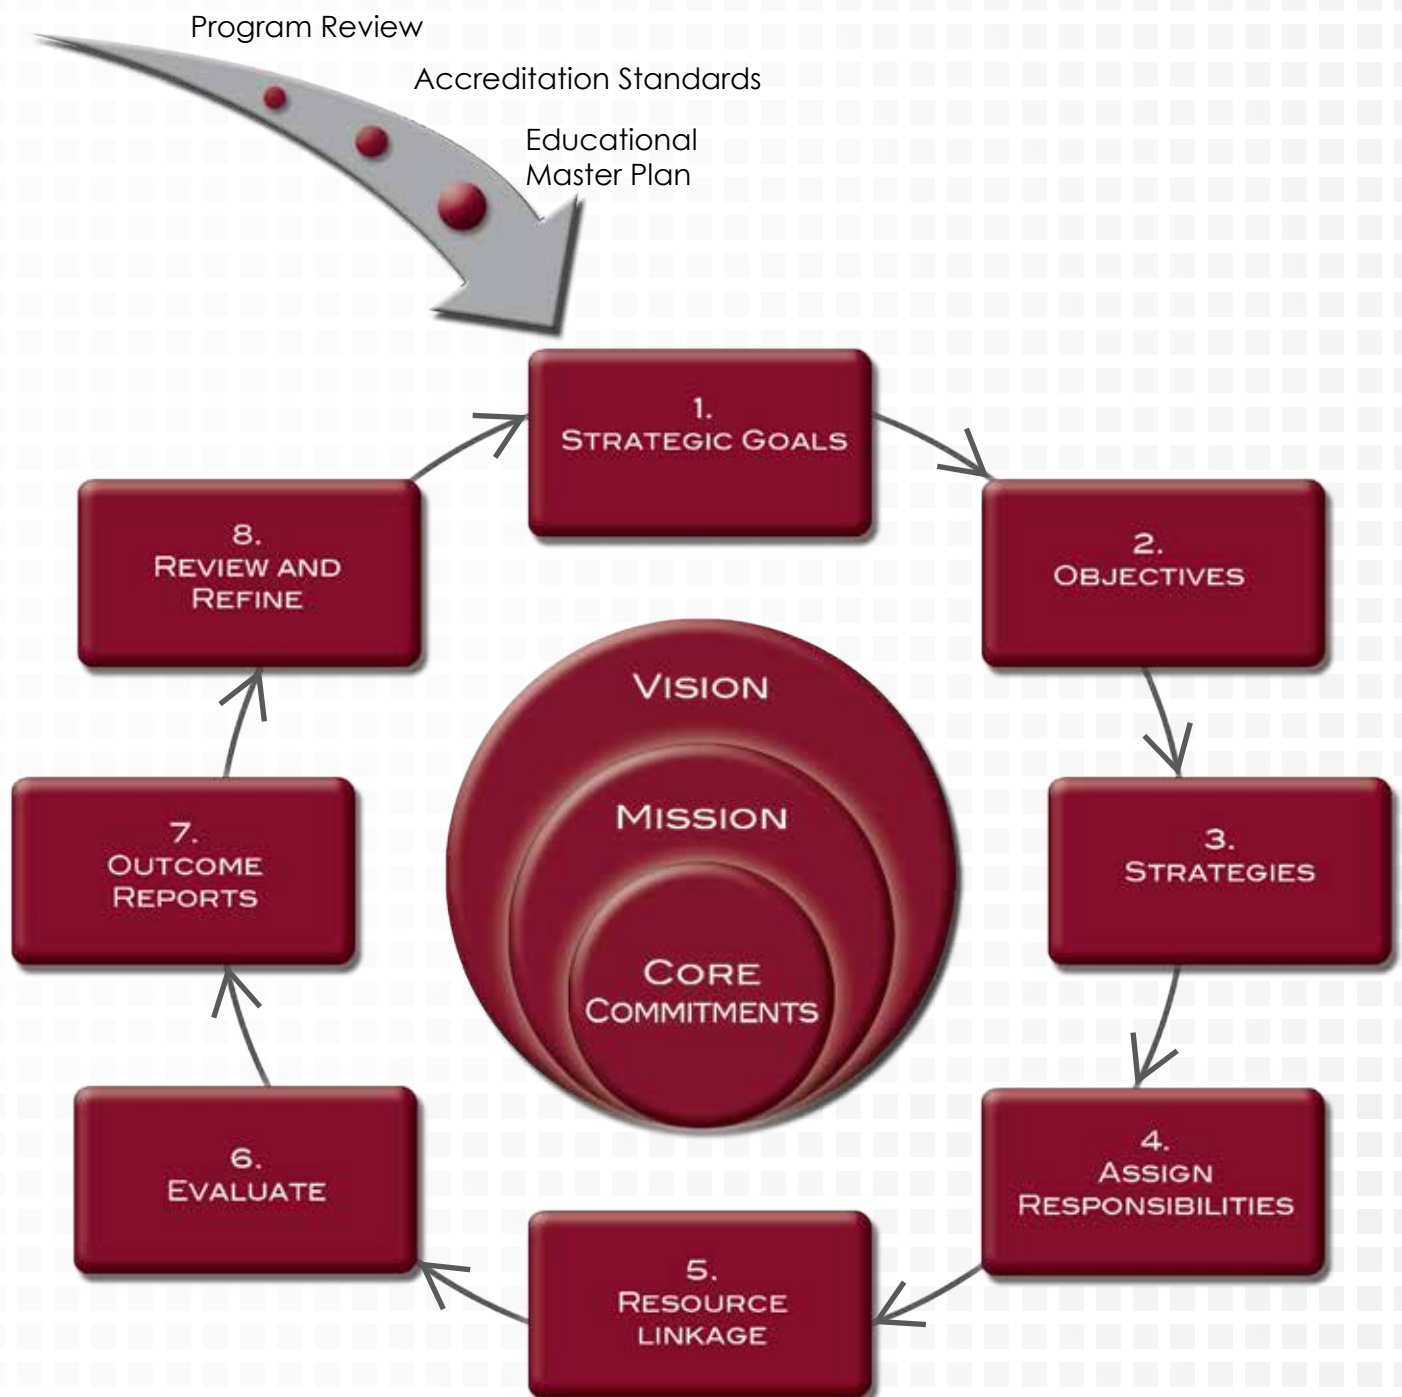 Program Review
Accreditation Standards
Educational
Master Plan
1.
STRATEGIC GOALS
2.
OBJECTIVES
3.
STRATEGIES
4.
ASSIGN
RESPONSIBILITIES
5.
RESOURCE
LINKAGE
6.
EVALUATE
7.
OUTCOME
REPORTS
8.
REVIEW AND
REFINE
VISION
MISSION
CORE
COMMITMENTS